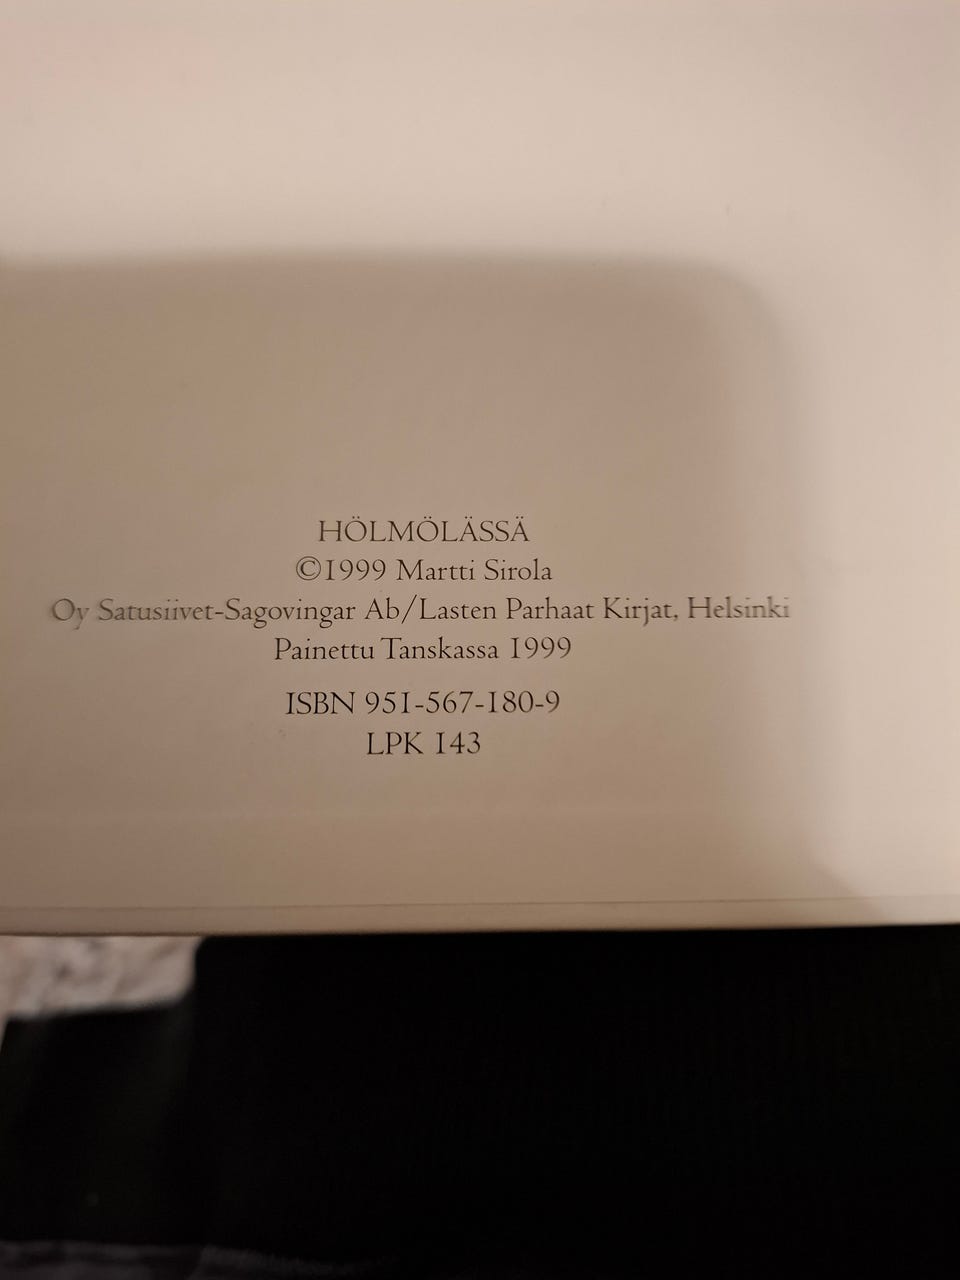 HÖLMÖLÄSSÄ
©1999 Martti Sirola
Oy Satusiivet-Sagovingar Ab/Lasten Parhaat Kirjat, Helsinki
Painettu Tanskassa 1999
ISBN 951-567-180-9
LPK 143